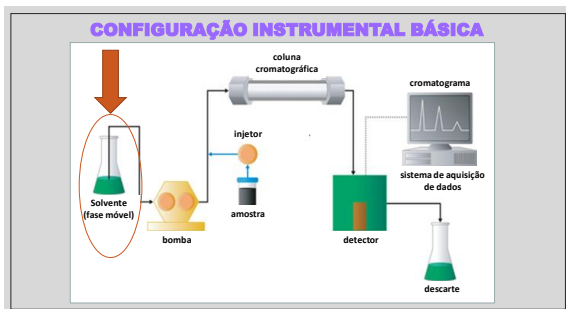 CONFIGURAÇÃO INSTRUMENTAL BÁSICA
coluna
cromatográfica
cromatograma
injetor
Solvente
(fase móvel)
amostra
sistema de aquisição
de dados
bomba
detector
descarte